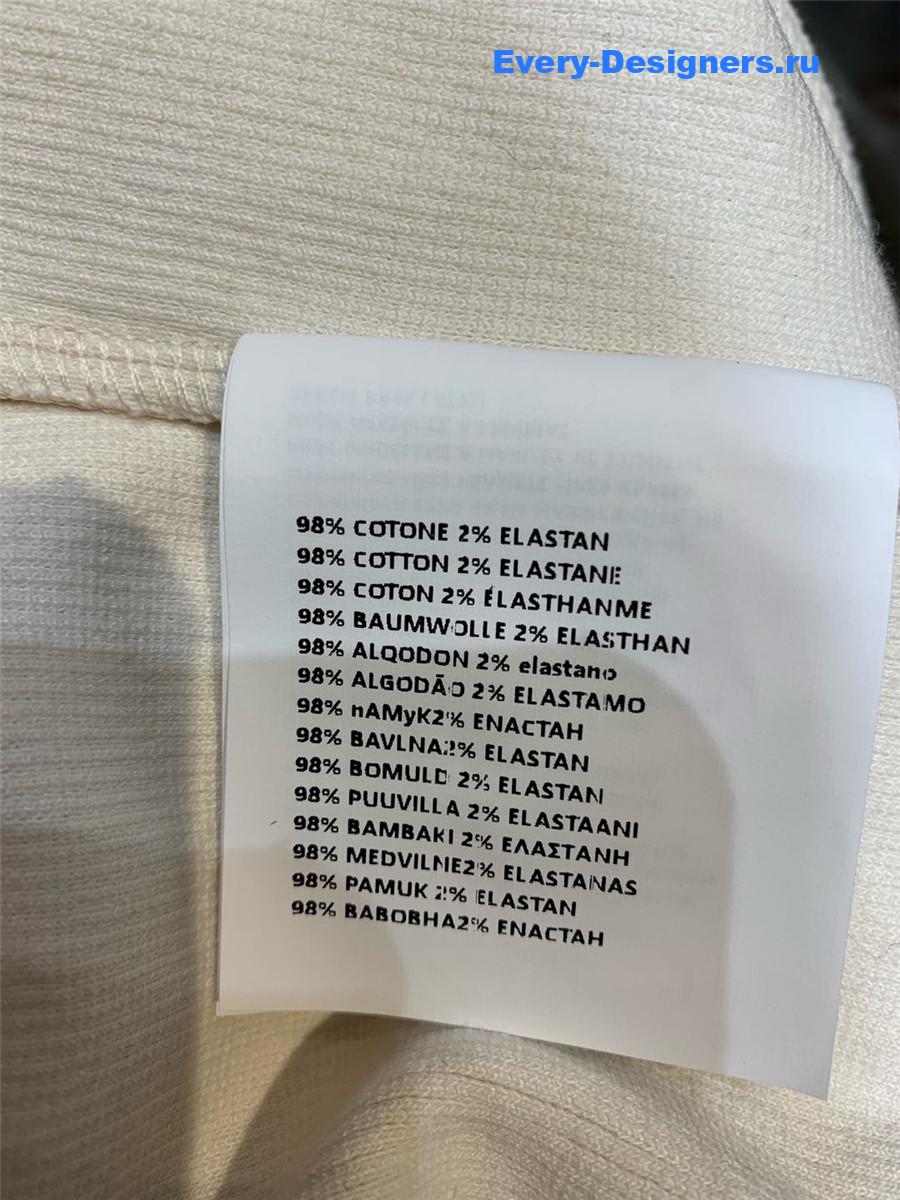 Every-Designers.ru
98% COTONE 2% ELASTAN
98% COTTON 2% ELASTANE
98% COTON 2% ÉLASTHANME
98% BAUMWOLLE 2% ELASTHAN
98% ALQODON 2% elastano
98% ALGODÃO 2% ELASTAMO
98% nAMyK2% ENACTAH
98% BAVLNA2% ELASTAN
98% BOMULD 2% ELASTAN
98% PUUVILLA 2% ELASTAANI
98% BAMBAKI 2% ΕΛΑΣΤΑΝΗ
98% MEDVILNE2% ELASTANAS
98% PAMUK 2% ELASTAN
98% BABOBHA2% ENACTAH